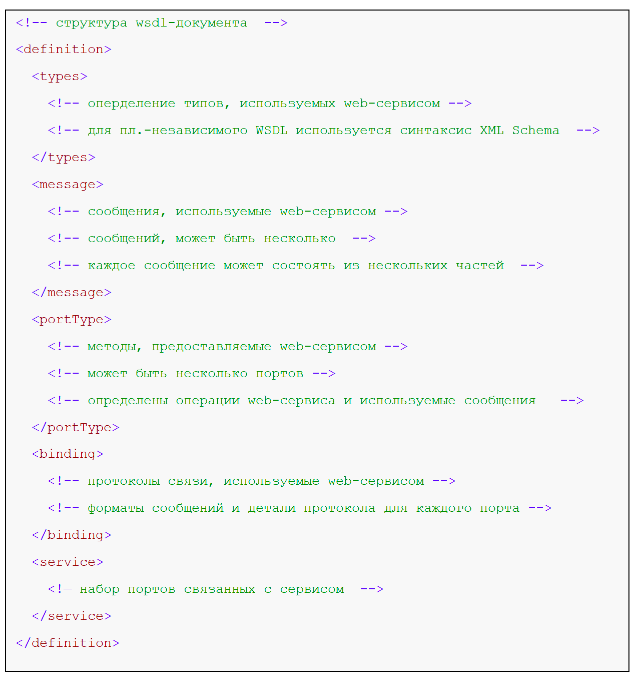 <!-- структура wsdl-документа  -->
<definition>
<types>
<!-- оперделение типов, используемых web-сервисом -->
<!-- для пл.-независимого WSDL используется синтаксис XML Schema  -->
</types>
<message>
<!-- сообщения, используемые web-сервисом -->
<!-- сообщений, может быть несколько  -->
<!-- каждое сообщение может состоять из нескольких частей  -->
</message>
<portType>
<!-- методы, предоставляемые web-сервисом -->
<!-- может быть несколько портов -->
<!-- определены операции web-сервиса и используемые сообщения   -->
</portType>
<binding>
<!-- протоколы связи, используемые web-сервисом -->
<!-- форматы сообщений и детали протокола для каждого порта -->
</binding>
<service>
<!– набор портов связанных с сервисом  -->
</service>
</definition>